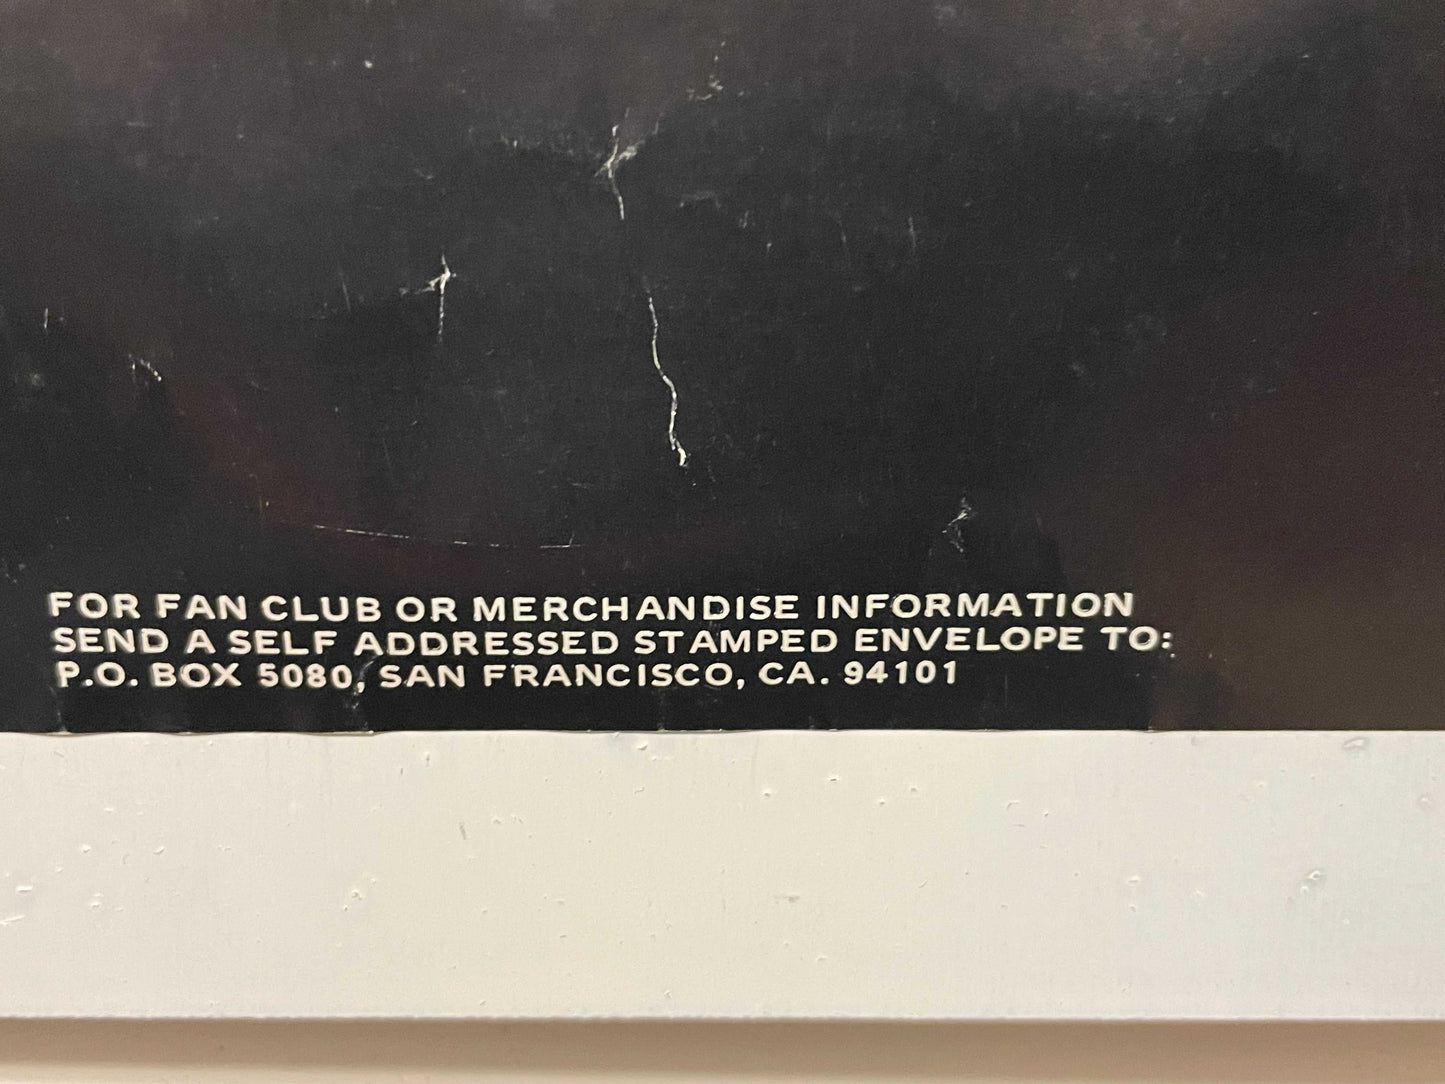 FOR FAN CLUB OR MERCHANDISE INFORMATION
SEND A SELF ADDRESSED STAMPED ENVELOPE TO:
P.O. BOX 5080, SAN FRANCISCO, CA. 94101